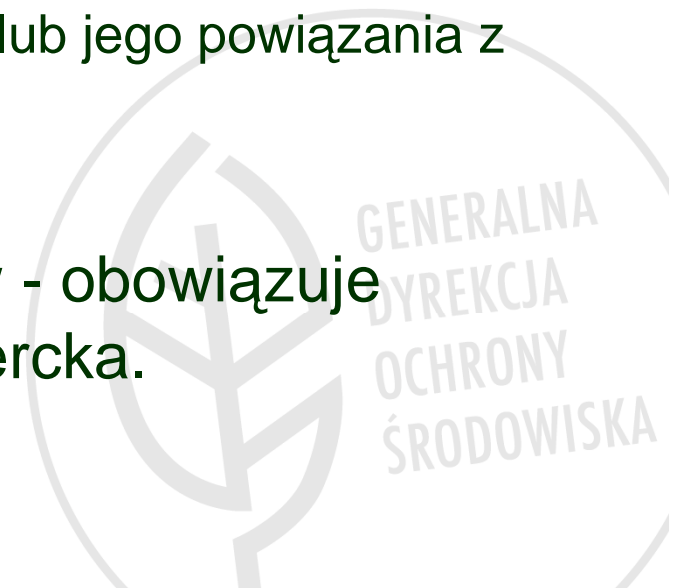 lub jego powiązania z
- obowiązuje
ercka.
GENERALNA
DYREKCJA
OCHRONY
ŚRODOWISKA